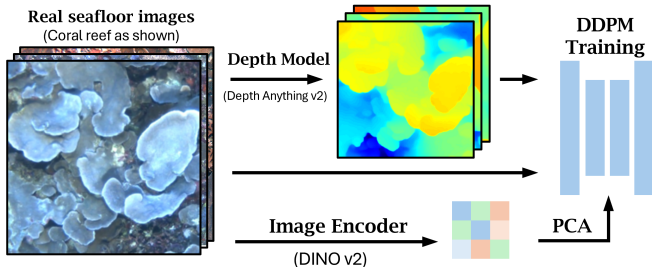 Real seafloor images
(Coral reef as shown)
Depth Model
(Depth Anything v2)
DDPM
Training
Image Encoder
(DINO v2)
PCA